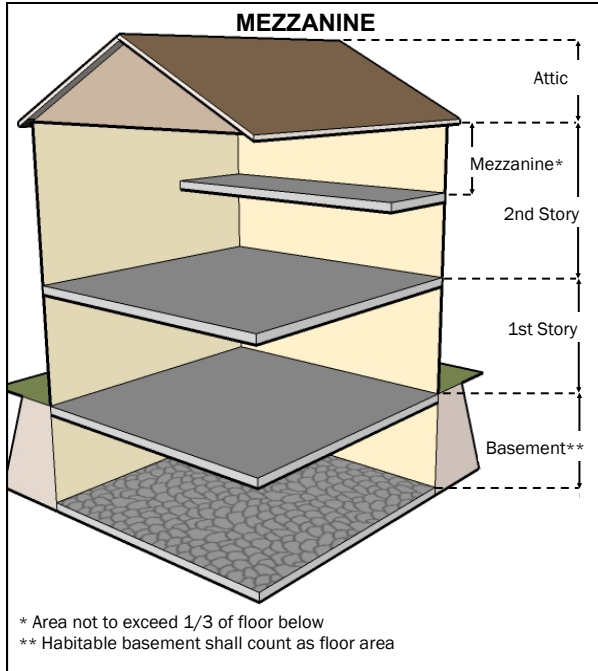 MEZZANINE
Attic
Mezzanine*
2nd Story
1st Story
Basement**
* Area not to exceed 1/3 of floor below
** Habitable basement shall count as floor area